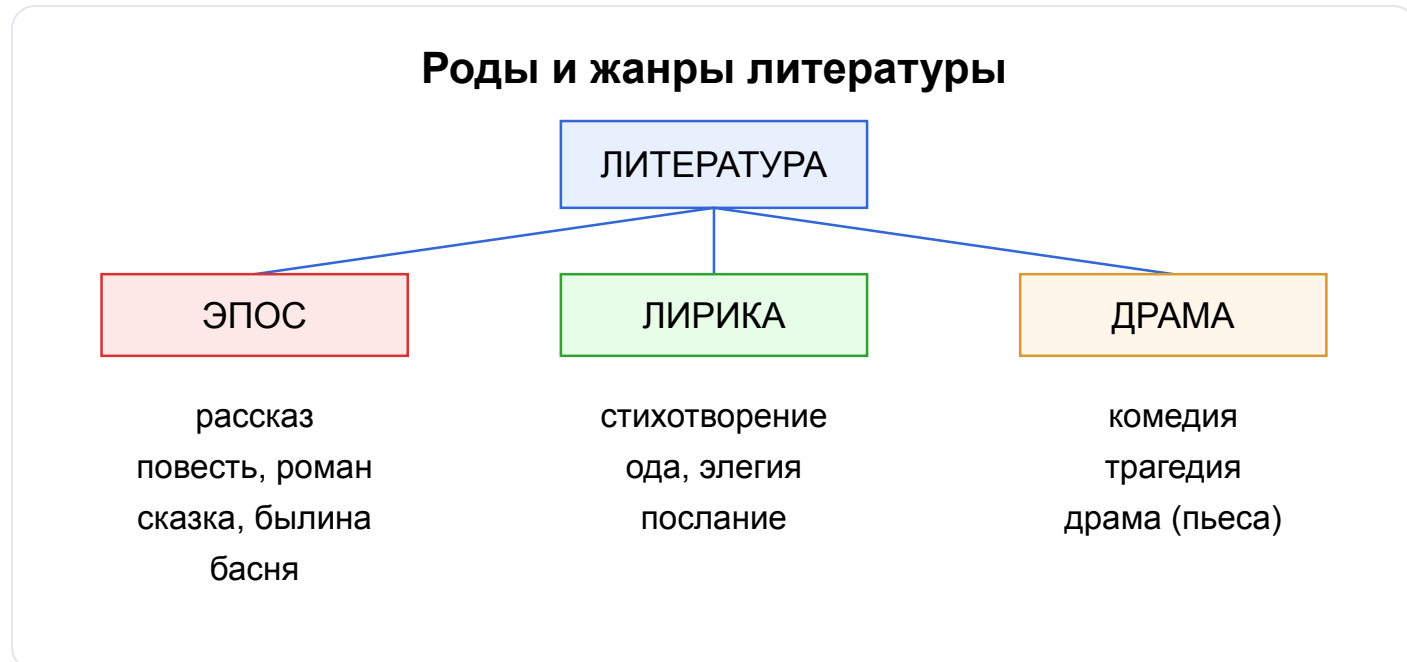 Роды и жанры литературы
ЛИТЕРАТУРА
ЭПОС
ЛИРИКА
ДРАМА
рассказ
повесть, роман
сказка, былина
басня
стихотворение
ода, элегия
послание
комедия
трагедия
драма (пьеса)